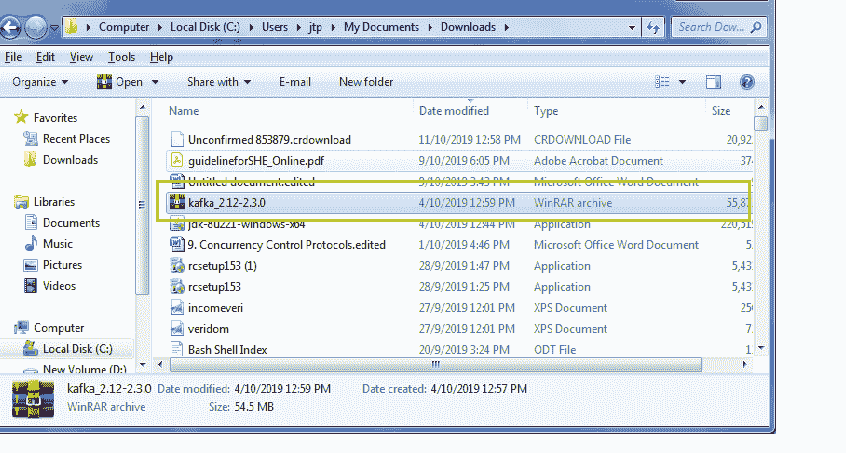 Computer Local Disk (C:) Users jtp My Documents Downloads Search Dow...
File Edit View Tools Help
Organize Open Share with E-mail New folder
Name Date modified Type Size
Favorites
Recent Places
Downloads
Libraries
Documents
Music
Pictures
Videos
Computer
Local Disk (C:)
New Volume (D:)
Unconfirmed 853879.crdownload 11/10/2019 12:58 PM CRDOWNLOAD File 20,92
guidelineforSHE_Online.pdf 9/10/2019 6:05 PM Adobe Acrobat Document 374
Untitled document.edited 9/10/2019 3:43 PM Microsoft Office Word Document
kafka_2.12-2.3.0 4/10/2019 12:59 PM WinRAR archive 55,87
jdk-8u221-windows-x64 4/10/2019 12:44 PM Application 220,515
9. Concurrency Control Protocols.edited 1/10/2019 4:46 PM Microsoft Office Word Document 5
rcsetup153 (1) 28/9/2019 1:47 PM Application 5,43
rcsetup153 28/9/2019 1:25 PM Application 5,43
incomeveri 27/9/2019 12:01 PM XPS Document 25
veridom 27/9/2019 12:01 PM XPS Document 7
Bash Shell Index 20/9/2019 3:24 PM ODT File 1
kafka_2.12-2.3.0 Date modified: 4/10/2019 12:59 PM Date created: 4/10/2019 12:57 PM
WinRAR archive Size: 54.5 MB